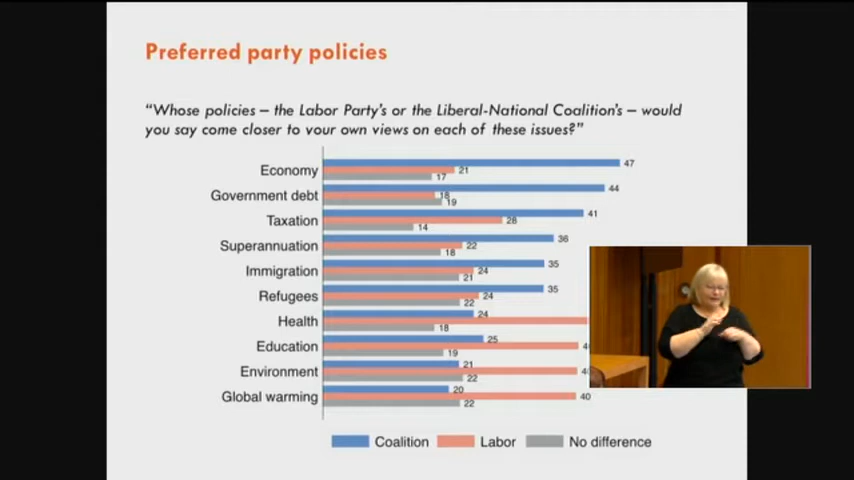 Preferred party policies
“Whose policies – the Labor Party's or the Liberal-National Coalition's – would
you say come closer to your own views on each of these issues?”
Economy 47 21 17
Government debt 44 18 19
Taxation 41 28 14
Superannuation 36 22 18
Immigration 35 24 21
Refugees 35 24 22
Health 24 18
Education 25 19
Environment 21 22
Global warming 20 40 22
Coalition Labor No difference